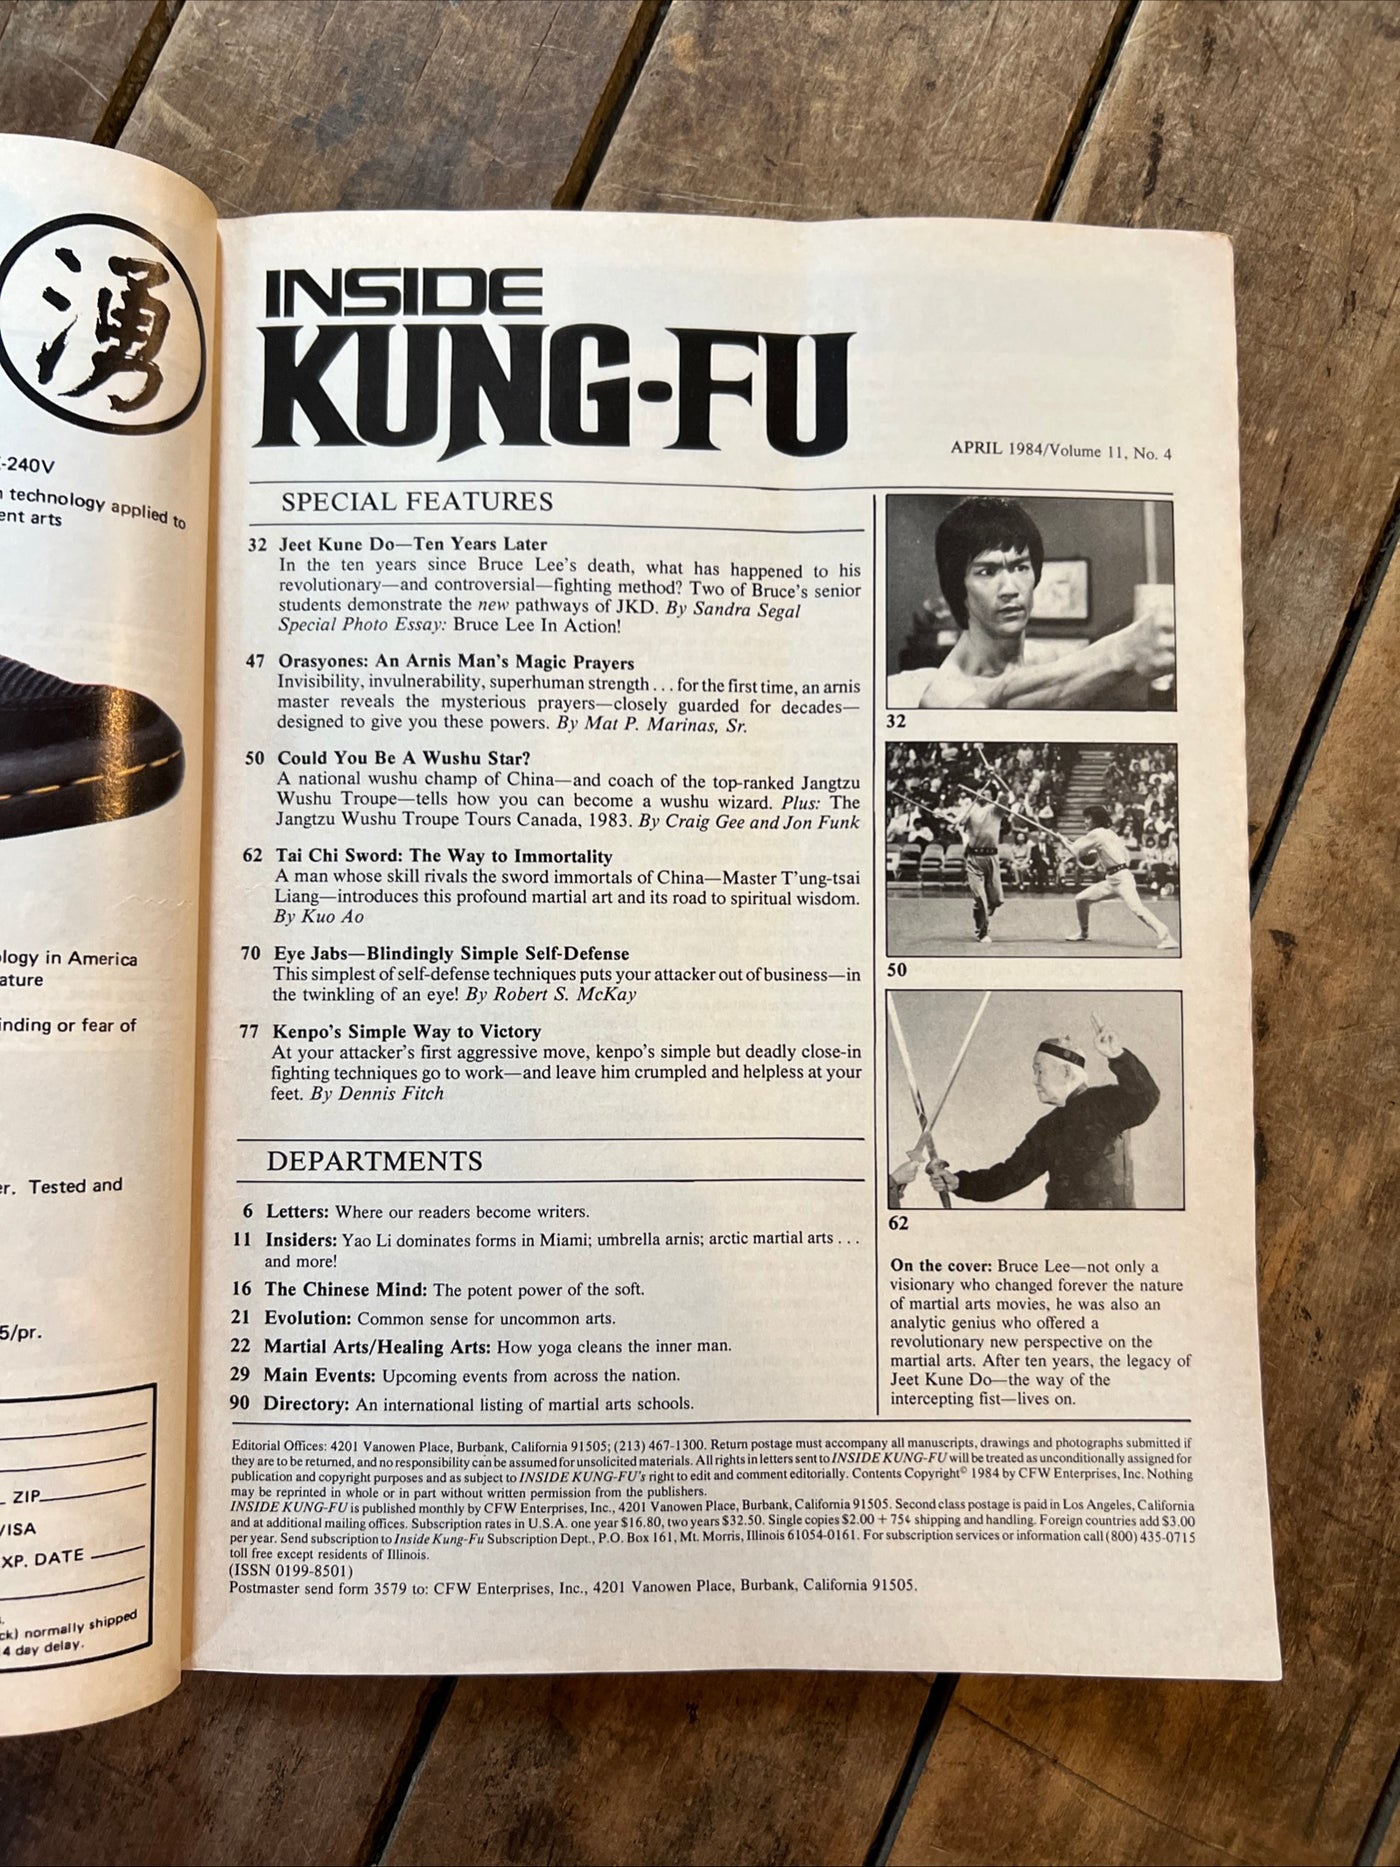 湧
-240V
technology applied to
ent arts
logy in America
ature
inding or fear of
er. Tested and
5/pr.
ZIP
VISA
XP. DATE
ck) normally shipped
4 day delay.
INSIDE
KUNG-FU
APRIL 1984/Volume 11, No. 4
SPECIAL FEATURES
32 Jeet Kune Do—Ten Years Later
In the ten years since Bruce Lee's death, what has happened to his
revolutionary—and controversial—fighting method? Two of Bruce's senior
students demonstrate the new pathways of JKD. By Sandra Segal
Special Photo Essay: Bruce Lee In Action!
47 Orasyones: An Arnis Man's Magic Prayers
Invisibility, invulnerability, superhuman strength . . . for the first time, an arnis
master reveals the mysterious prayers—closely guarded for decades—
designed to give you these powers. By Mat P. Marinas, Sr.
50 Could You Be A Wushu Star?
A national wushu champ of China—and coach of the top-ranked Jangtzu
Wushu Troupe—tells how you can become a wushu wizard. Plus: The
Jangtzu Wushu Troupe Tours Canada, 1983. By Craig Gee and Jon Funk
62 Tai Chi Sword: The Way to Immortality
A man whose skill rivals the sword immortals of China—Master T'ung-tsai
Liang—introduces this profound martial art and its road to spiritual wisdom.
By Kuo Ao
70 Eye Jabs—Blindingly Simple Self-Defense
This simplest of self-defense techniques puts your attacker out of business—in
the twinkling of an eye! By Robert S. McKay
77 Kenpo's Simple Way to Victory
At your attacker's first aggressive move, kenpo's simple but deadly close-in
fighting techniques go to work—and leave him crumpled and helpless at your
feet. By Dennis Fitch
DEPARTMENTS
6 Letters: Where our readers become writers.
11 Insiders: Yao Li dominates forms in Miami; umbrella arnis; arctic martial arts . . .
and more!
16 The Chinese Mind: The potent power of the soft.
21 Evolution: Common sense for uncommon arts.
22 Martial Arts/Healing Arts: How yoga cleans the inner man.
29 Main Events: Upcoming events from across the nation.
90 Directory: An international listing of martial arts schools.
32
50
62
On the cover: Bruce Lee—not only a
visionary who changed forever the nature
of martial arts movies, he was also an
analytic genius who offered a
revolutionary new perspective on the
martial arts. After ten years, the legacy of
Jeet Kune Do—the way of the
intercepting fist—lives on.
Editorial Offices: 4201 Vanowen Place, Burbank, California 91505; (213) 467-1300. Return postage must accompany all manuscripts, drawings and photographs submitted if
they are to be returned, and no responsibility can be assumed for unsolicited materials. All rights in letters sent to INSIDE KUNG-FU will be treated as unconditionally assigned for
publication and copyright purposes and as subject to INSIDE KUNG-FU's right to edit and comment editorially. Contents Copyright© 1984 by CFW Enterprises, Inc. Nothing
may be reprinted in whole or in part without written permission from the publishers.
INSIDE KUNG-FU is published monthly by CFW Enterprises, Inc., 4201 Vanowen Place, Burbank, California 91505. Second class postage is paid in Los Angeles, California
and at additional mailing offices. Subscription rates in U.S.A. one year $16.80, two years $32.50. Single copies $2.00 + 75¢ shipping and handling. Foreign countries add $3.00
per year. Send subscription to Inside Kung-Fu Subscription Dept., P.O. Box 161, Mt. Morris, Illinois 61054-0161. For subscription services or information call (800) 435-0715
toll free except residents of Illinois.
(ISSN 0199-8501)
Postmaster send form 3579 to: CFW Enterprises, Inc., 4201 Vanowen Place, Burbank, California 91505.